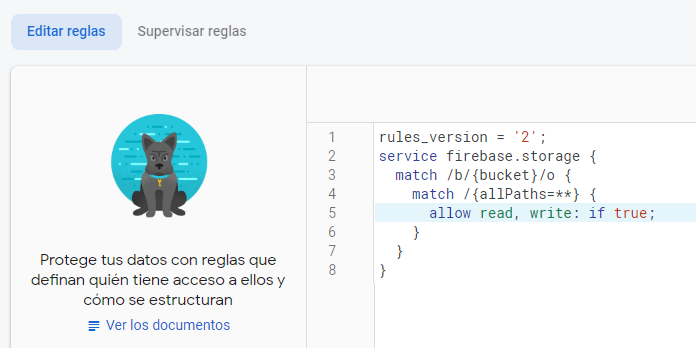 Editar reglas
Supervisar reglas
Protege tus datos con reglas que
definan quién tiene acceso a ellos y
cómo se estructuran
Ver los documentos
1 rules_version = '2';
2 service firebase.storage {
3 match /b/{bucket}/o {
4 match /{allPaths=**} {
5 allow read, write: if true;
6 }
7 }
8 }